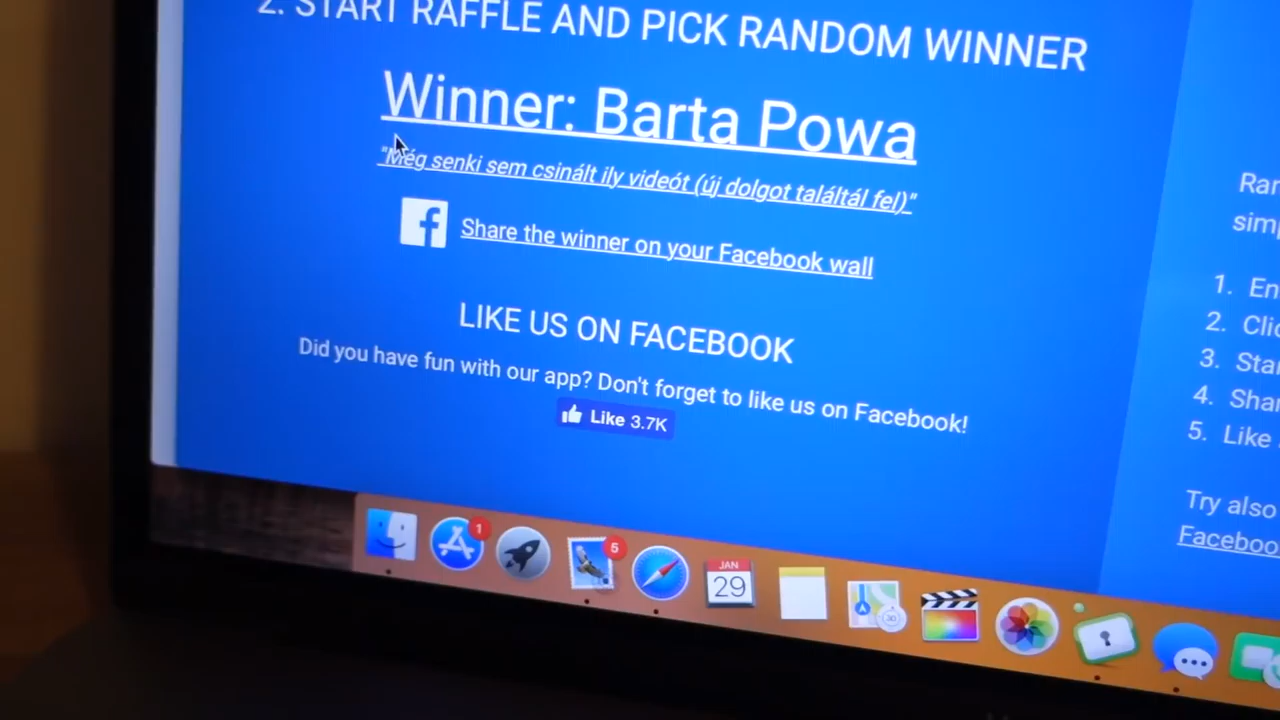 2. START RAFFLE AND PICK RANDOM WINNER
Winner: Barta Powa
"Még senki sem csinált ily videót (új dolgot találtál fel)"
Share the winner on your Facebook wall
LIKE US ON FACEBOOK
Did you have fun with our app? Don't forget to like us on Facebook!
Like 3.7K
1.
2.
3.
4.
5. Like
Try also
1
5
JAN
29